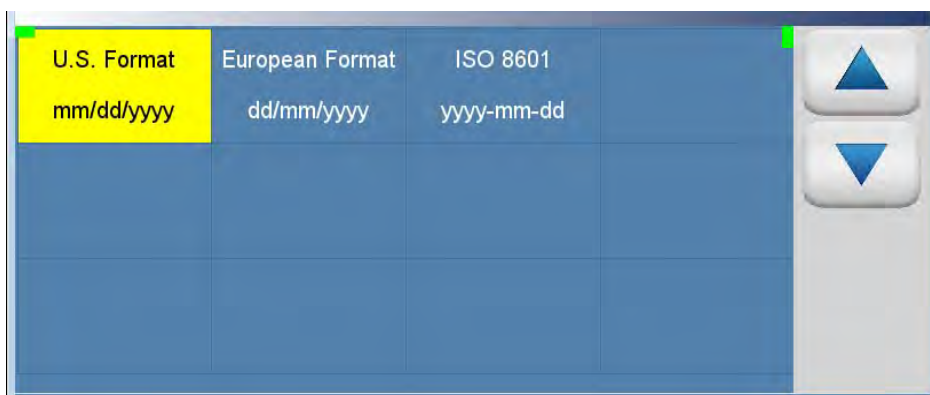 U.S. Format
mm/dd/yyyy
European Format
dd/mm/yyyy
ISO 8601
yyyy-mm-dd